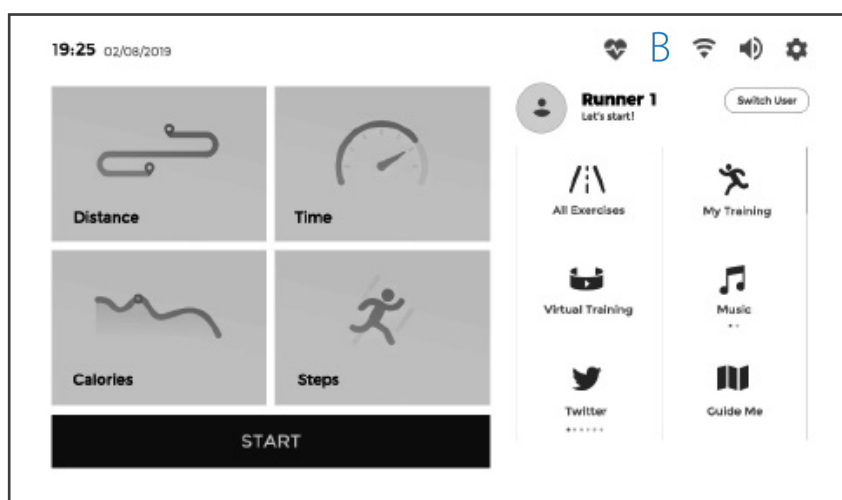 19:25 02/08/2019
B
Runner 1
Let's start!
Switch User
Distance
Time
Calories
Steps
START
All Exercises
My Training
Virtual Training
Music
Twitter
Guide Me